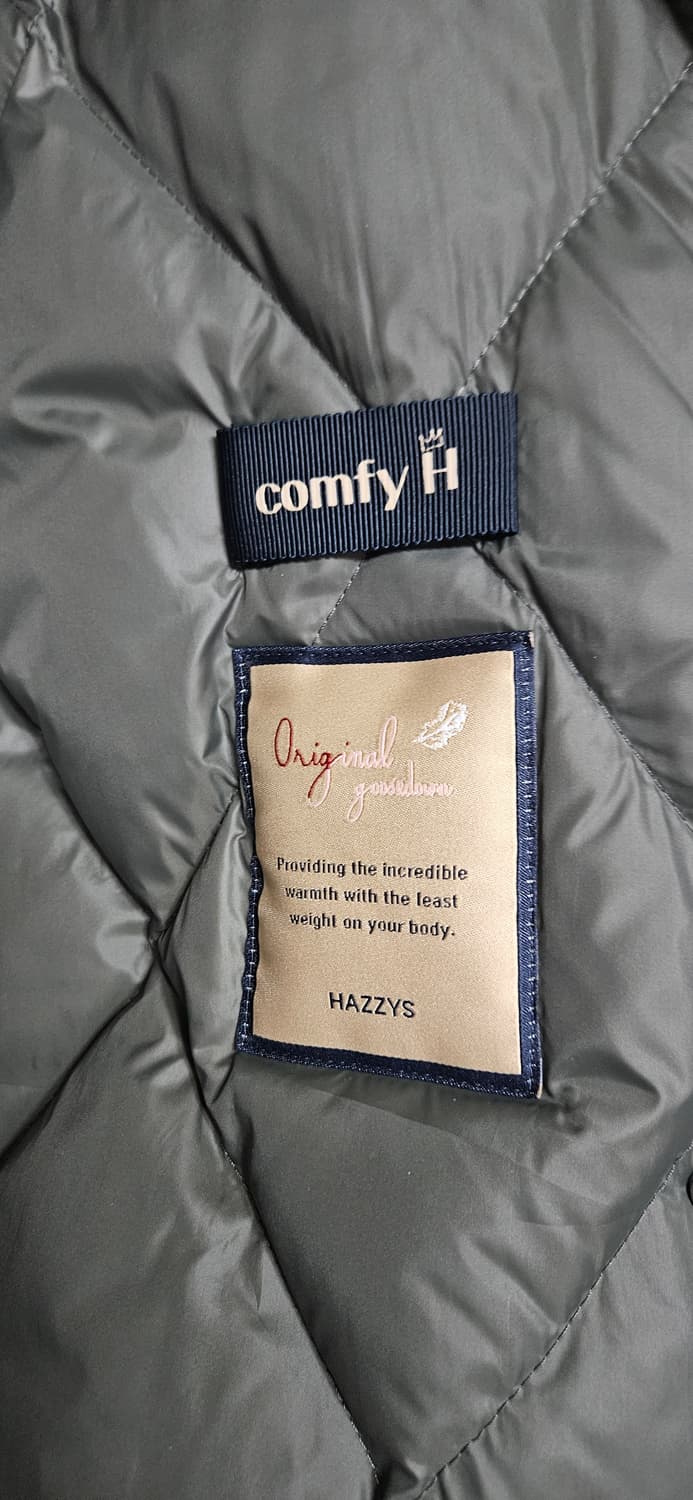 comfy H
Original
goosedown
Providing the incredible
warmth with the least
weight on your body.
HAZZYS